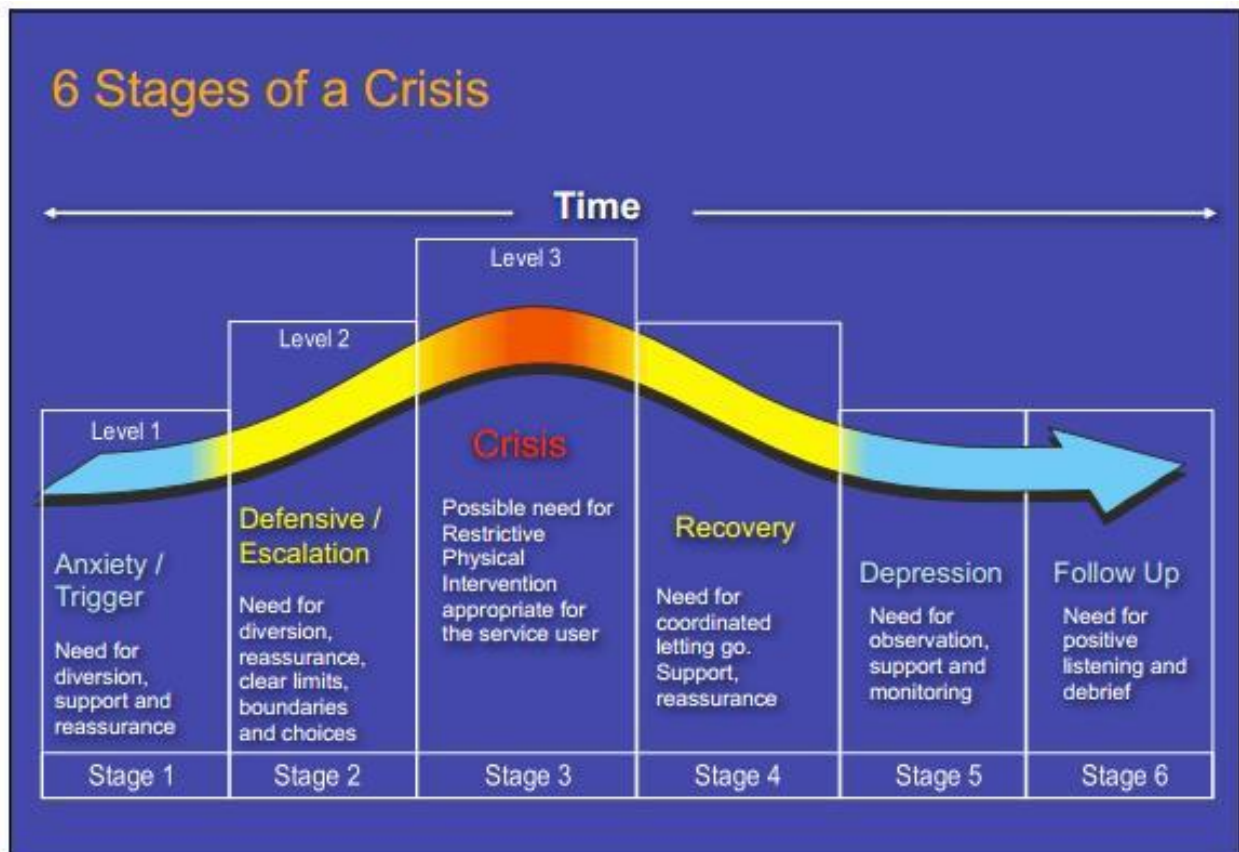 6 Stages of a Crisis
Time
Level 1
Anxiety /
Trigger
Need for
diversion,
support and
reassurance
Stage 1
Level 2
Defensive /
Escalation
Need for
diversion,
reassurance,
clear limits,
boundaries
and choices
Stage 2
Level 3
Crisis
Possible need for
Restrictive
Physical
Intervention
appropriate for
the service user
Stage 3
Recovery
Need for
coordinated
letting go.
Support,
reassurance
Stage 4
Depression
Need for
observation,
support and
monitoring
Stage 5
Follow Up
Need for
positive
listening and
debrief
Stage 6